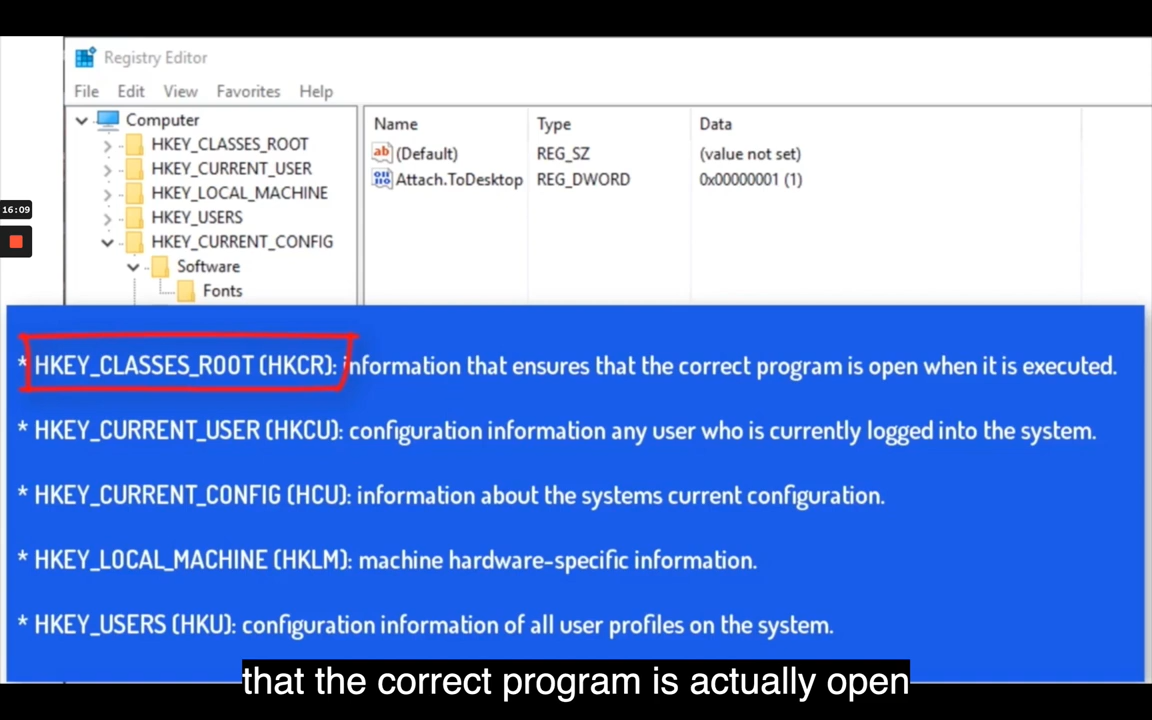 Registry Editor
File Edit View Favorites Help
Computer
HKEY_CLASSES_ROOT
HKEY_CURRENT_USER
HKEY_LOCAL_MACHINE
HKEY_USERS
HKEY_CURRENT_CONFIG
Software
Fonts
Name Type Data
ab (Default) REG_SZ (value not set)
Attach.ToDesktop REG_DWORD 0x00000001 (1)
16:09
* HKEY_CLASSES_ROOT (HKCR): information that ensures that the correct program is open when it is executed.
* HKEY_CURRENT_USER (HKCU): configuration information any user who is currently logged into the system.
* HKEY_CURRENT_CONFIG (HCU): information about the systems current configuration.
* HKEY_LOCAL_MACHINE (HKLM): machine hardware-specific information.
* HKEY_USERS (HKU): configuration information of all user profiles on the system.
that the correct program is actually open